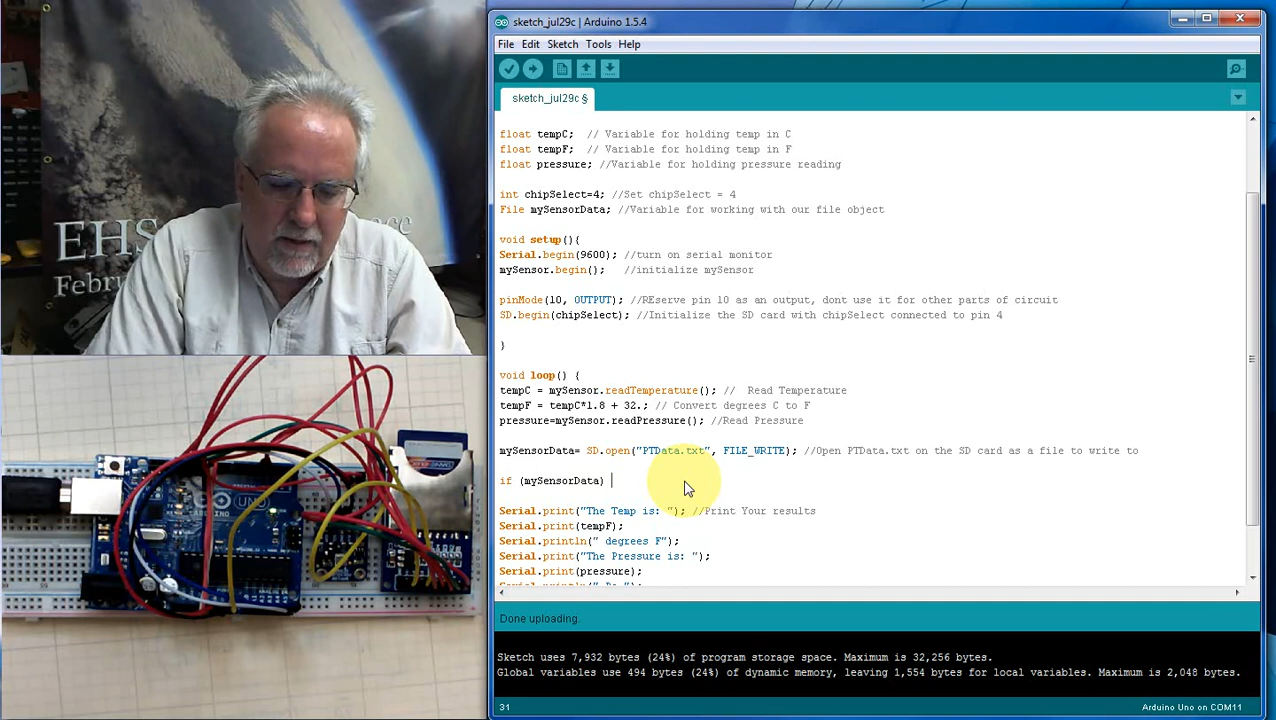 sketch_jul29c | Arduino 1.5.4
File Edit Sketch Tools Help
sketch_jul29c §
float tempC;  // Variable for holding temp in C
float tempF;  // Variable for holding temp in F
float pressure; //Variable for holding pressure reading
int chipSelect=4; //Set chipSelect = 4
File mySensorData; //Variable for working with our file object
void setup(){
Serial.begin(9600); //turn on serial monitor
mySensor.begin();   //initialize mySensor
pinMode(10, OUTPUT); //REserve pin 10 as an output, dont use it for other parts of circuit
SD.begin(chipSelect); //Initialize the SD card with chipSelect connected to pin 4
}
void loop() {
tempC = mySensor.readTemperature(); //  Read Temperature
tempF = tempC*1.8 + 32.; // Convert degrees C to F
pressure=mySensor.readPressure(); //Read Pressure
mySensorData= SD.open("PTData.txt", FILE_WRITE); //Open PTData.txt on the SD card as a file to write to
if (mySensorData)
Serial.print("The Temp is: "); //Print Your results
Serial.print(tempF);
Serial.println(" degrees F");
Serial.print("The Pressure is: ");
Serial.print(pressure);
Done uploading.
Sketch uses 7,932 bytes (24%) of program storage space. Maximum is 32,256 bytes.
Global variables use 494 bytes (24%) of dynamic memory, leaving 1,554 bytes for local variables. Maximum is 2,048 bytes.
31
Arduino Uno on COM11
EHS
Febru
UNO
ARDUINO